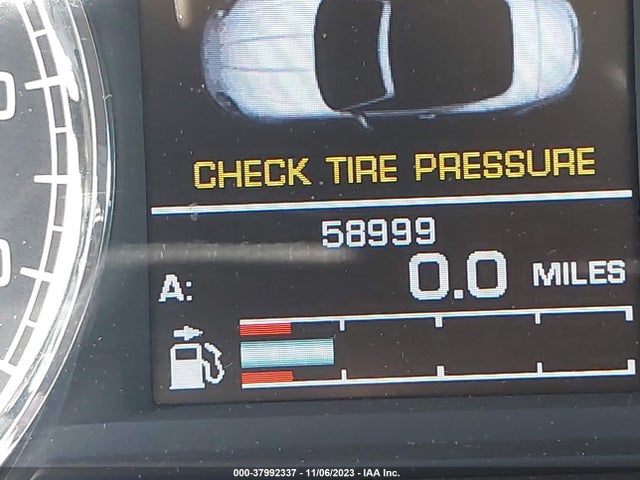 CHECK TIRE PRESSURE
58999
A: 0.0 MILES
000-37992337 - 11/06/2023 - IAA Inc.